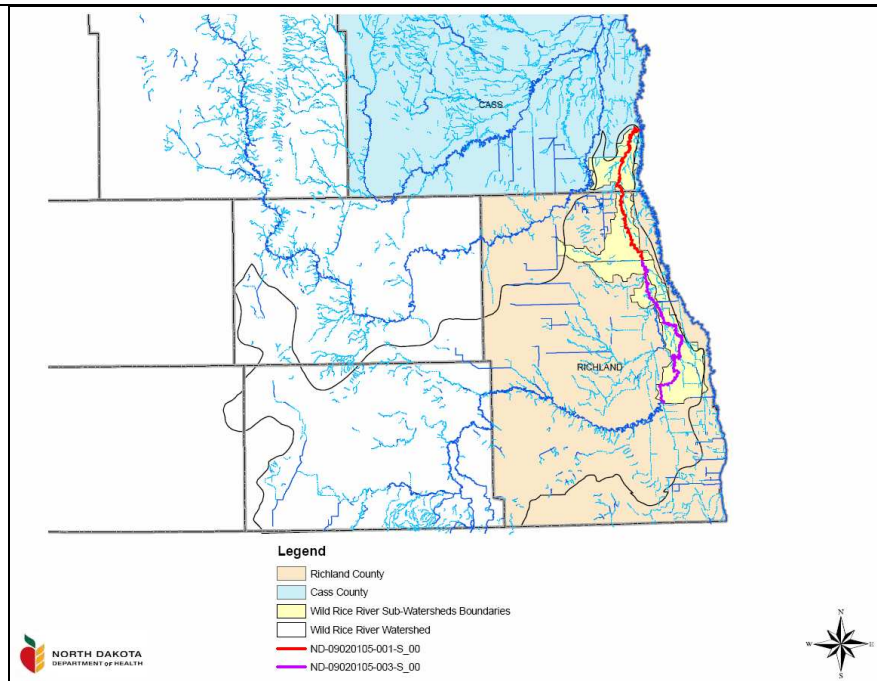 CASS
RICHLAND
Legend
Richland County
Cass County
Wild Rice River Sub-Watersheds Boundaries
Wild Rice River Watershed
ND-09020105-001-S_00
ND-09020105-003-S_00
NORTH DAKOTA
DEPARTMENT of HEALTH
N
W E
S